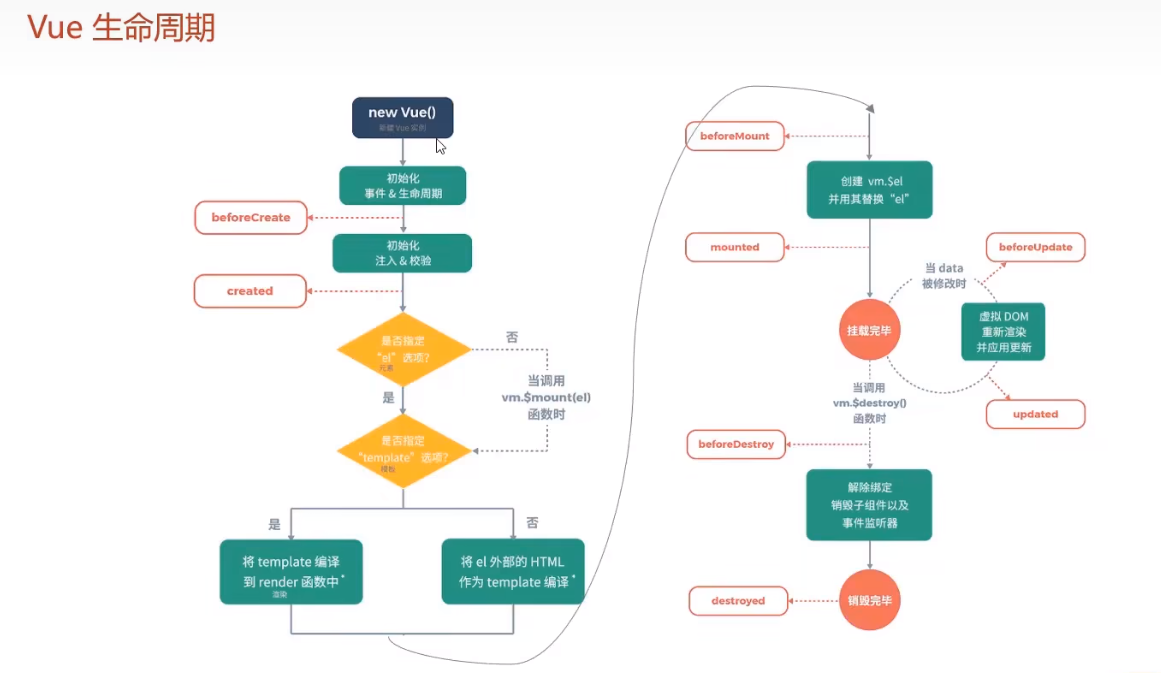 Vue 生命周期
new Vue()
新建 Vue 实例
初始化
事件 & 生命周期
beforeCreate
初始化
注入 & 校验
created
是否指定
“el” 选项?
元素
否
当调用
vm.$mount(el)
函数时
是
是否指定
“template” 选项?
模板
是
否
将 template 编译
到 render 函数中*
渲染
将 el 外部的 HTML
作为 template 编译*
beforeMount
创建 vm.$el
并用其替换 “el”
mounted
beforeUpdate
当 data
被修改时
挂载完毕
虚拟 DOM
重新渲染
并应用更新
当调用
vm.$destroy()
函数时
updated
beforeDestroy
解除绑定
销毁子组件以及
事件监听器
destroyed
销毁完毕